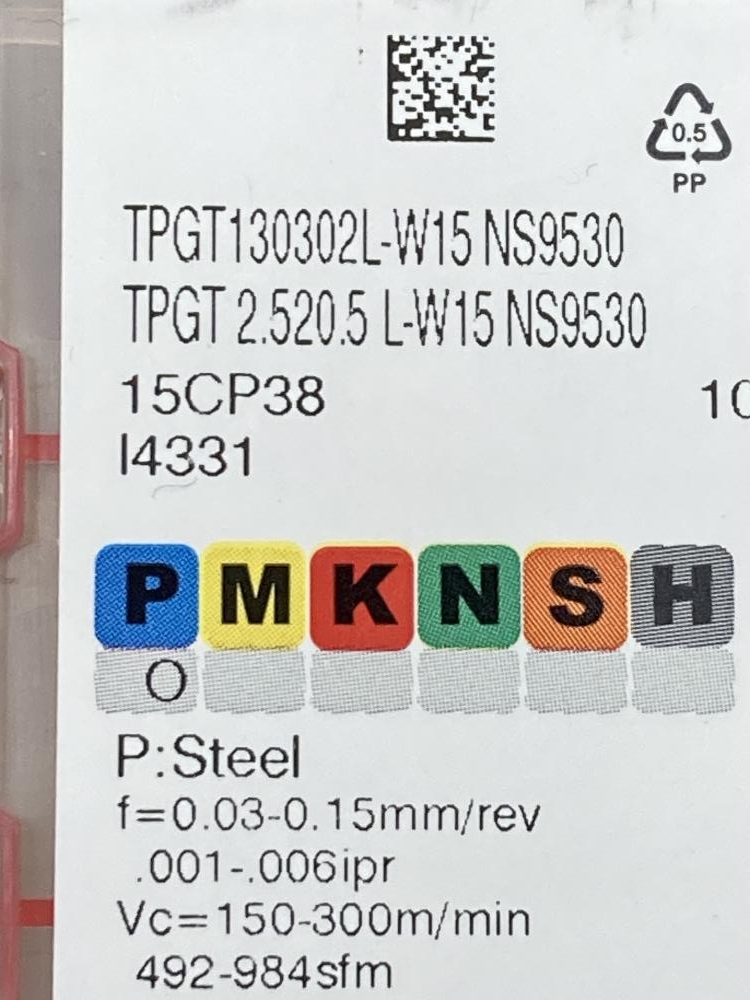 0.5
PP
TPGT130302L-W15 NS9530
TPGT 2.520.5 L-W15 NS9530
15CP38 10
I4331
P M K N S H
O
P:Steel
f=0.03-0.15mm/rev
.001-.006ipr
Vc=150-300m/min
492-984sfm